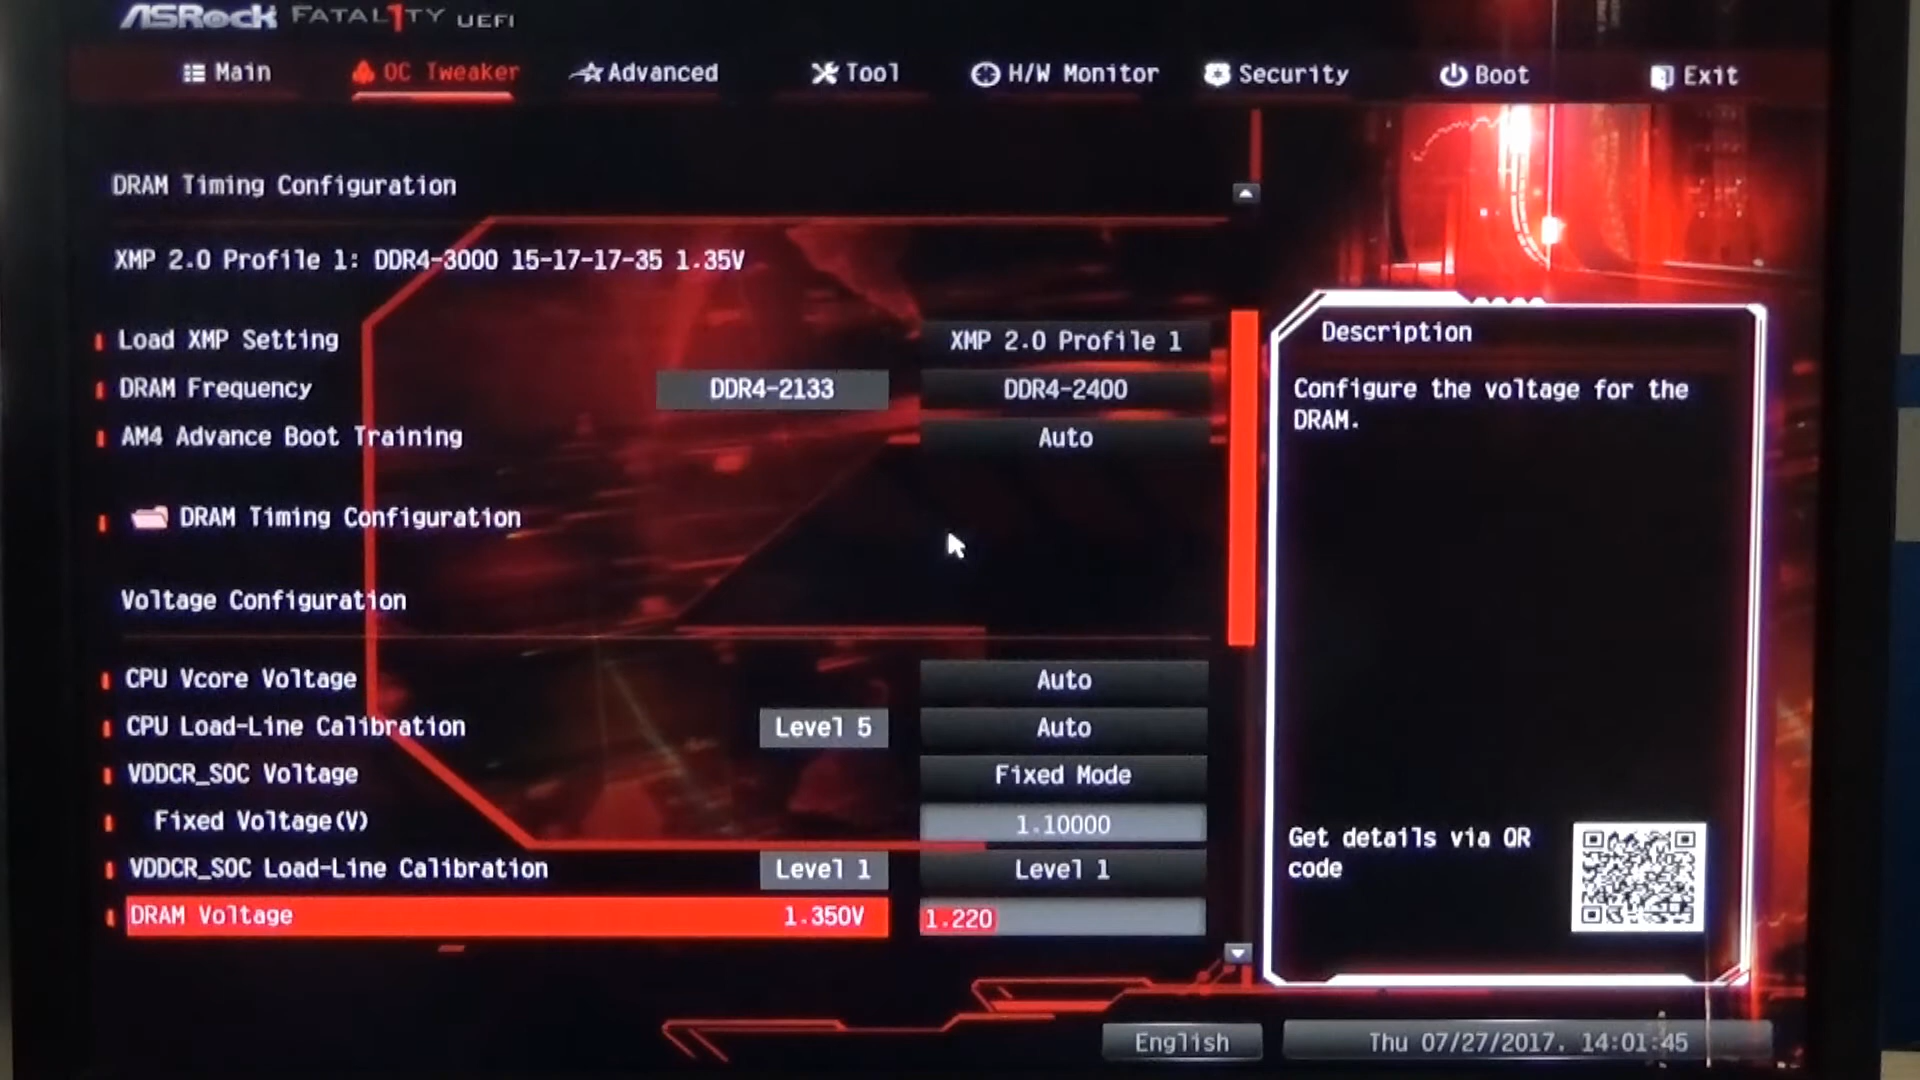 ASRock FATAL1TY UEFI
Main OC Tweaker Advanced Tool H/W Monitor Security Boot Exit
DRAM Timing Configuration
XMP 2.0 Profile 1: DDR4-3000 15-17-17-35 1.35V
Load XMP Setting XMP 2.0 Profile 1
DRAM Frequency DDR4-2133 DDR4-2400
AM4 Advance Boot Training Auto
DRAM Timing Configuration
Voltage Configuration
CPU Vcore Voltage Auto
CPU Load-Line Calibration Level 5 Auto
VDDCR_SOC Voltage Fixed Mode
Fixed Voltage(V) 1.10000
VDDCR_SOC Load-Line Calibration Level 1 Level 1
DRAM Voltage 1.350V 1.220
Description
Configure the voltage for the
DRAM.
Get details via QR
code
English Thu 07/27/2017. 14:01:45